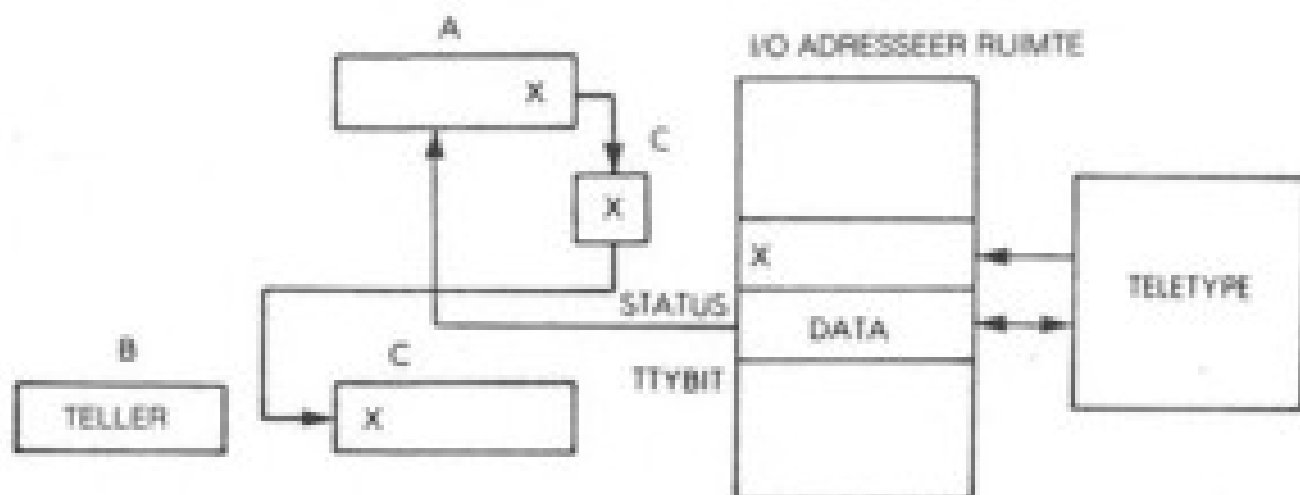 A
I/O ADRESSEER RUIMTE
X
C
X
X
TELETYPE
STATUS
DATA
B
C
TTYBIT
TELLER
X